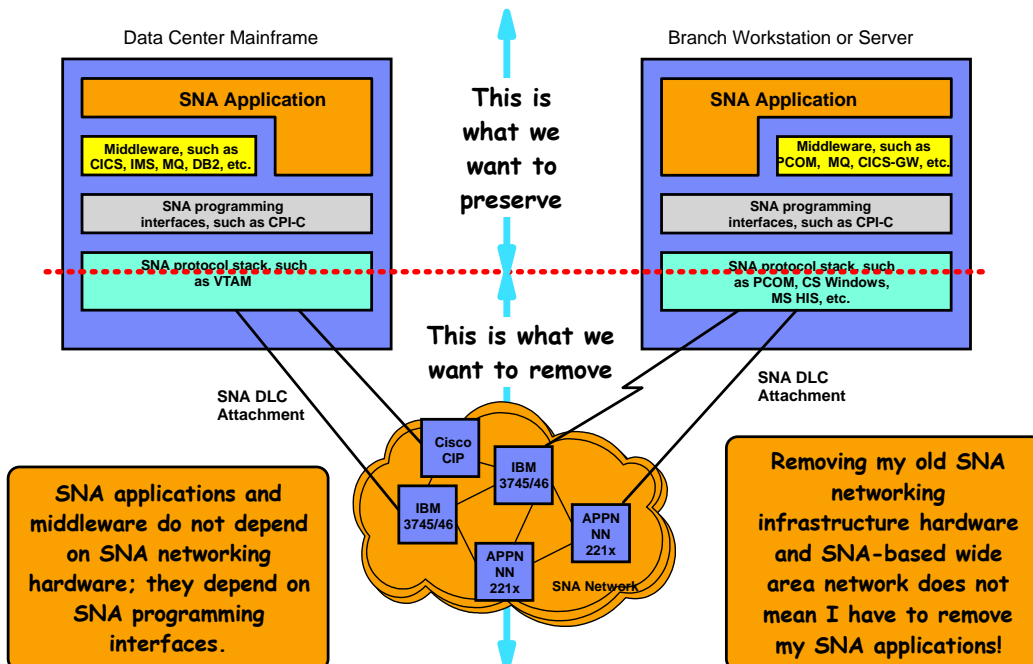 Data Center Mainframe
SNA Application
Middleware, such as
CICS, IMS, MQ, DB2, etc.
SNA programming
interfaces, such as CPI-C
SNA protocol stack, such
as VTAM
This is
what we
want to
preserve
This is what we
want to remove
Branch Workstation or Server
SNA Application
Middleware, such as
PCOM, MQ, CICS-GW, etc.
SNA programming
interfaces, such as CPI-C
SNA protocol stack, such
as PCOM, CS Windows,
MS HIS, etc.
SNA DLC
Attachment
SNA DLC
Attachment
Cisco
CIP
IBM
3745/46
IBM
3745/46
APPN
NN
221x
APPN
NN
221x
SNA Network
SNA applications and
middleware do not depend
on SNA networking
hardware; they depend on
SNA programming
interfaces.
Removing my old SNA
networking
infrastructure hardware
and SNA-based wide
area network does not
mean I have to remove
my SNA applications!